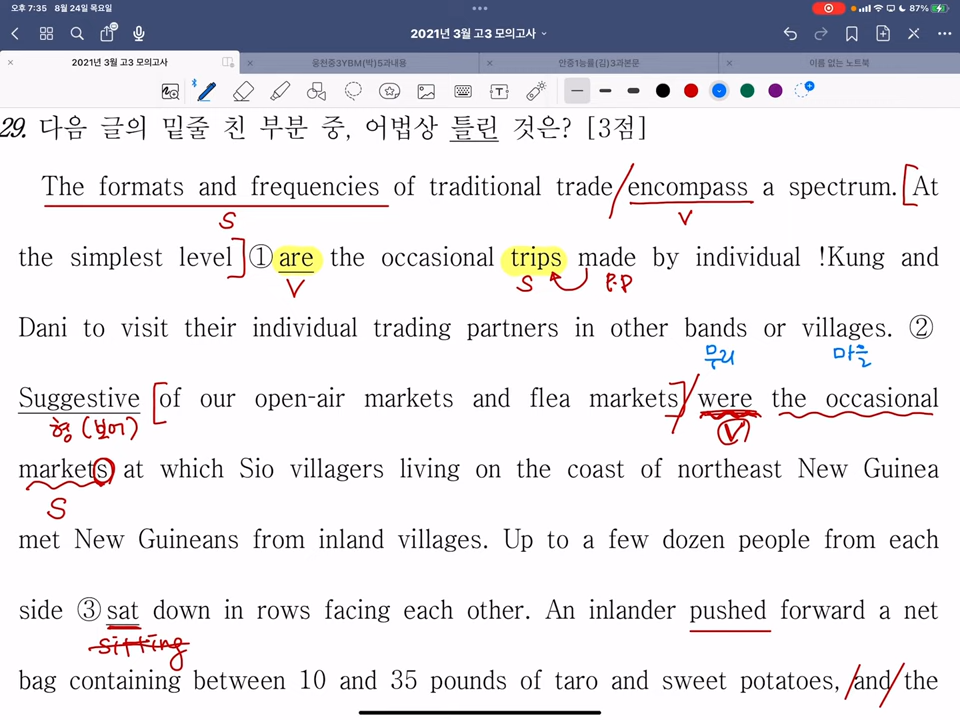 오후 7:35 8월 24일 목요일 87%
2021년 3월 고3 모의고사
2021년 3월 고3 모의고사 웅천중3YBM(박)5과내용 안중1능률(김)3과본문 이름 없는 노트북
29. 다음 글의 밑줄 친 부분 중, 어법상 틀린 것은? [3점]
The formats and frequencies of traditional trade encompass a spectrum. At
S V
the simplest level ① are the occasional trips made by individual !Kung and
V S P.P
Dani to visit their individual trading partners in other bands or villages. ②
무리 마을
Suggestive of our open-air markets and flea markets were the occasional
형 (보어) V
markets at which Sio villagers living on the coast of northeast New Guinea
S
met New Guineans from inland villages. Up to a few dozen people from each
side ③ sat down in rows facing each other. An inlander pushed forward a net
sitting
bag containing between 10 and 35 pounds of taro and sweet potatoes, and the